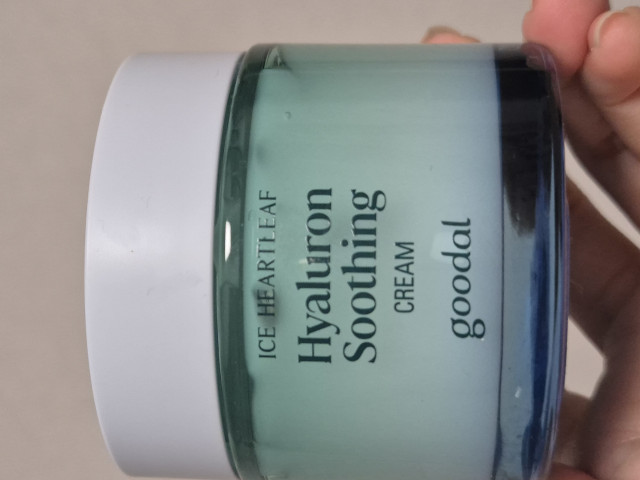 ICE HEARTLEAF
Hyaluron
Soothing
CREAM
goodal